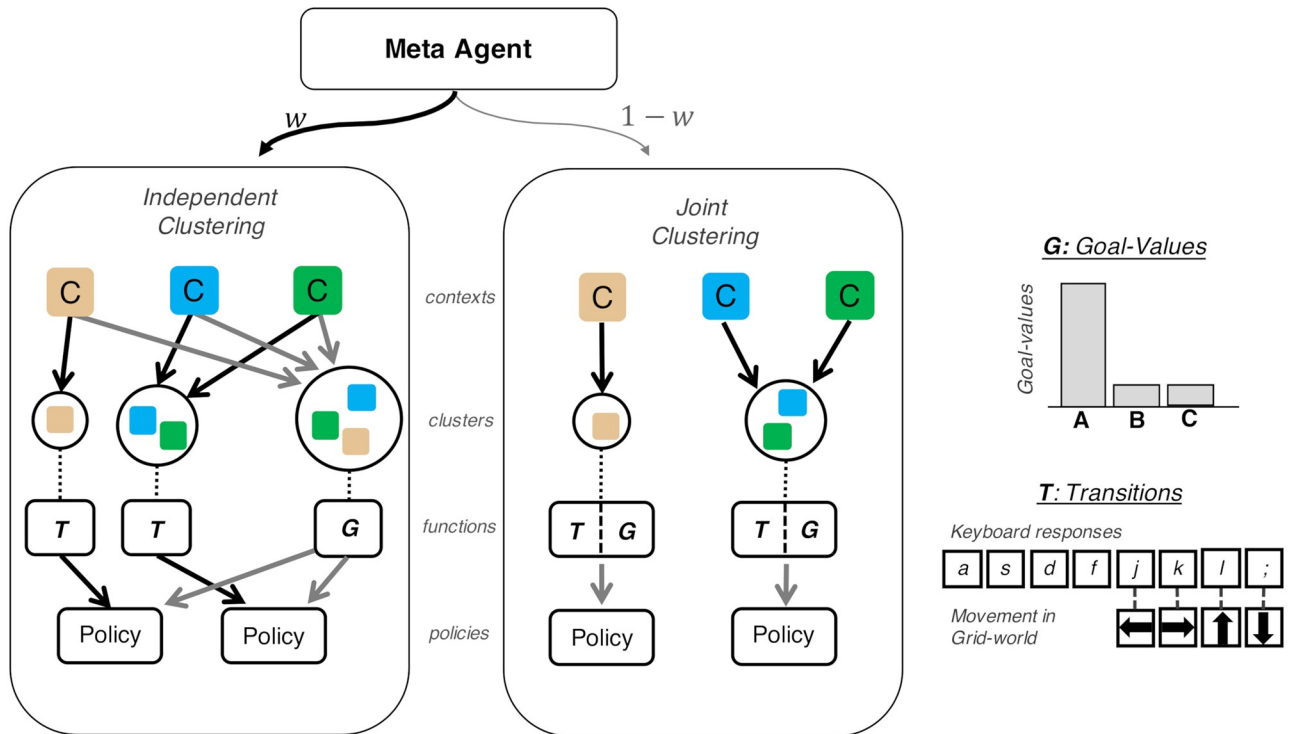 Meta Agent
w
1 − w
Independent
Clustering
C C C
T T G
Policy Policy
contexts
clusters
functions
policies
Joint
Clustering
C C C
T G T G
Policy Policy
G: Goal-Values
Goal-values
A B C
T: Transitions
Keyboard responses
a s d f j k l ;
Movement in
Grid-world